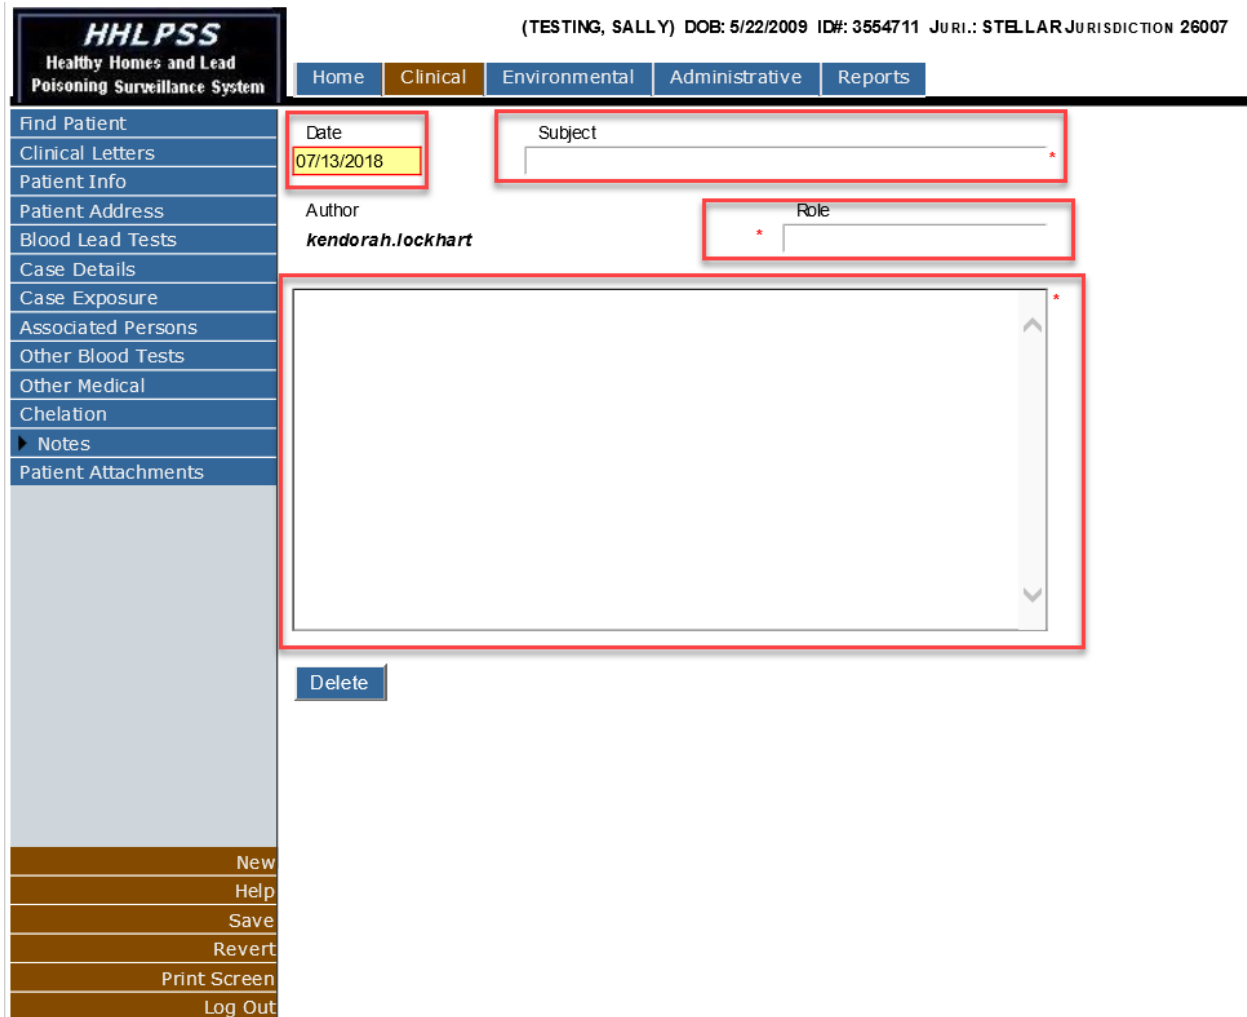 HHLPSS
Healthy Homes and Lead
Poisoning Surveillance System
(TESTING, SALLY) DOB: 5/22/2009 ID#: 3554711 JURI.: STELLAR JURISDICTION 26007
Home Clinical Environmental Administrative Reports
Find Patient
Clinical Letters
Patient Info
Patient Address
Blood Lead Tests
Case Details
Case Exposure
Associated Persons
Other Blood Tests
Other Medical
Chelation
Notes
Patient Attachments
Date Subject
07/13/2018 *
Author Role
kendorah.lockhart *
*
Delete
New
Help
Save
Revert
Print Screen
Log Out